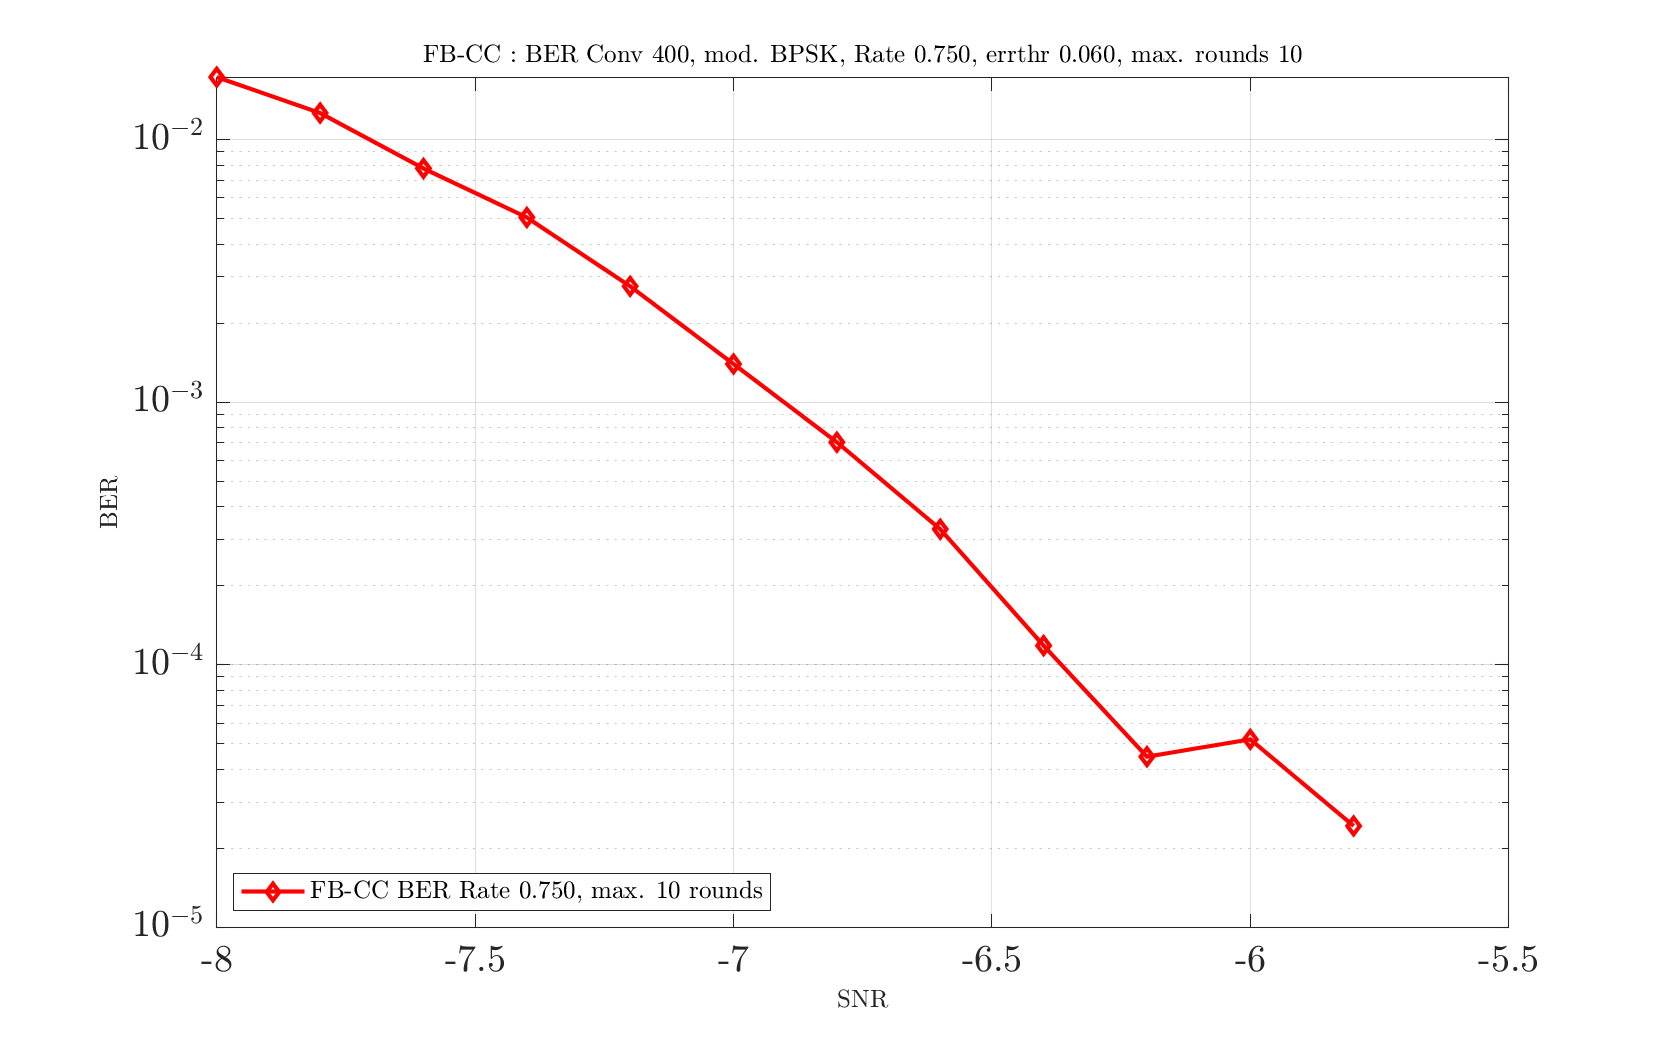 FB-CC : BER Conv 400, mod. BPSK, Rate 0.750, errthr 0.060, max. rounds 10
10⁻²
10⁻³
10⁻⁴
10⁻⁵
BER
FB-CC BER Rate 0.750, max. 10 rounds
-8 -7.5 -7 -6.5 -6 -5.5
SNR